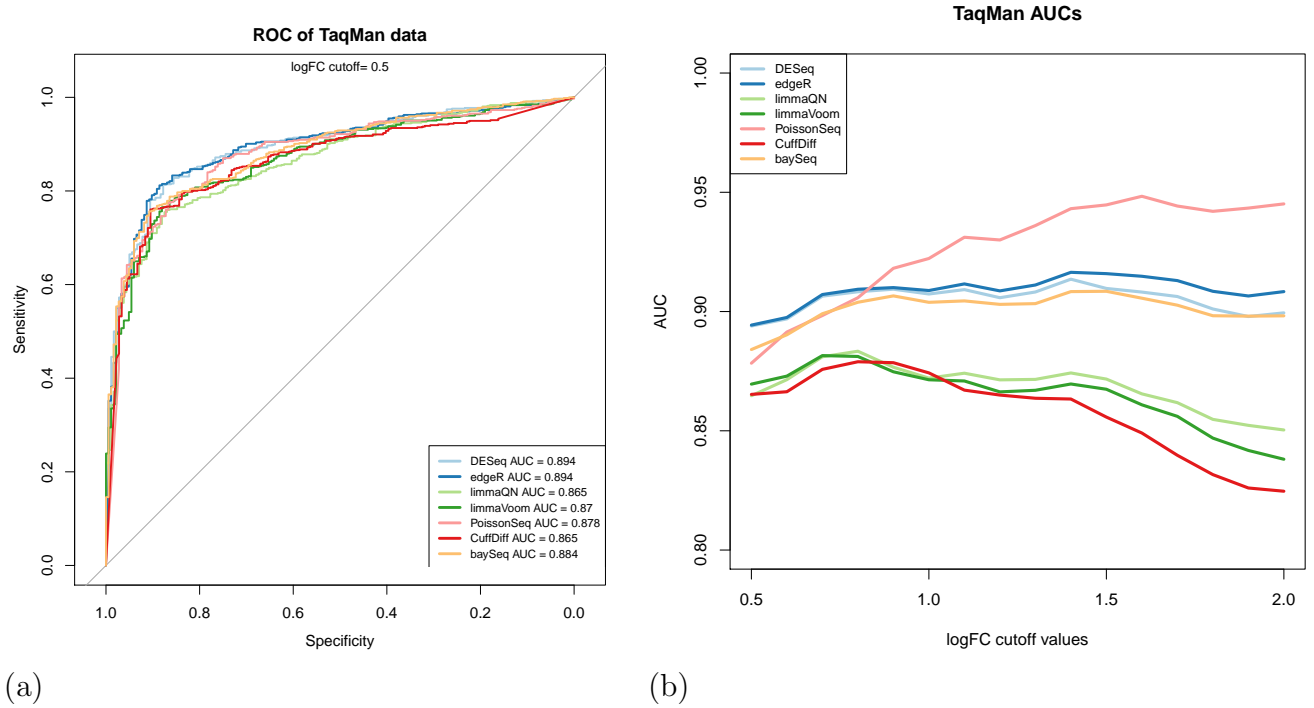 ROC of TaqMan data
logFC cutoff= 0.5
Sensitivity
1.0
0.8
0.6
0.4
0.2
0.0
DESeq AUC = 0.894
edgeR AUC = 0.894
limmaQN AUC = 0.865
limmaVoom AUC = 0.87
PoissonSeq AUC = 0.878
CuffDiff AUC = 0.865
baySeq AUC = 0.884
1.0 0.8 0.6 0.4 0.2 0.0
Specificity
(a)
TaqMan AUCs
AUC
1.00
0.95
0.90
0.85
0.80
DESeq
edgeR
limmaQN
limmaVoom
PoissonSeq
CuffDiff
baySeq
0.5 1.0 1.5 2.0
logFC cutoff values
(b)